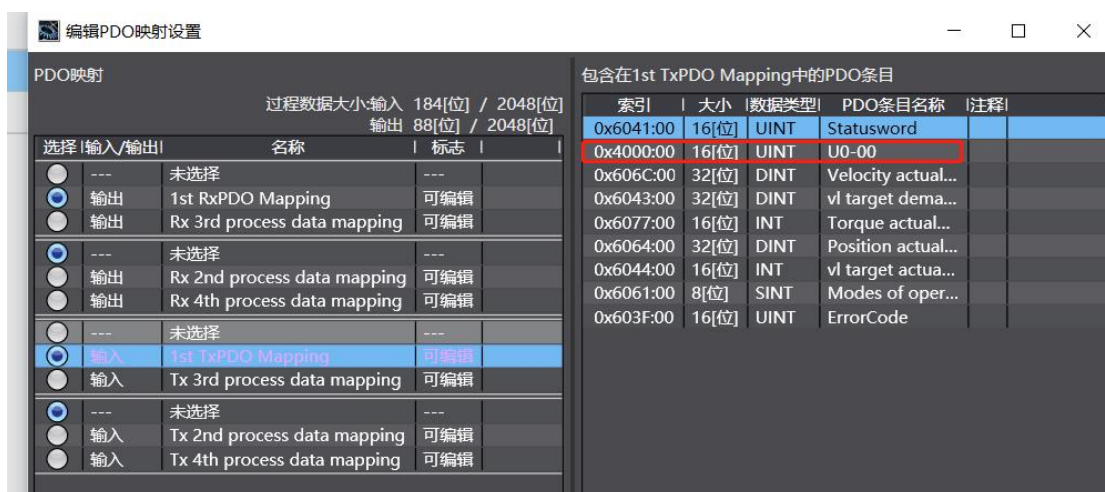 编辑PDO映射设置
PDO映射
过程数据大小:输入 184[位] / 2048[位]
输出 88[位] / 2048[位]
选择 输入/输出 名称 标志
--- 未选择 ---
输出 1st RxPDO Mapping 可编辑
输出 Rx 3rd process data mapping 可编辑
--- 未选择 ---
输出 Rx 2nd process data mapping 可编辑
输出 Rx 4th process data mapping 可编辑
--- 未选择 ---
输入 1st TxPDO Mapping 可编辑
输入 Tx 3rd process data mapping 可编辑
--- 未选择 ---
输入 Tx 2nd process data mapping 可编辑
输入 Tx 4th process data mapping 可编辑
包含在1st TxPDO Mapping中的PDO条目
索引 大小 数据类型 PDO条目名称 注释
0x6041:00 16[位] UINT Statusword
0x4000:00 16[位] UINT U0-00
0x606C:00 32[位] DINT Velocity actual...
0x6043:00 32[位] DINT vl target dema...
0x6077:00 16[位] INT Torque actual...
0x6064:00 32[位] DINT Position actual...
0x6044:00 16[位] INT vl target actua...
0x6061:00 8[位] SINT Modes of oper...
0x603F:00 16[位] UINT ErrorCode